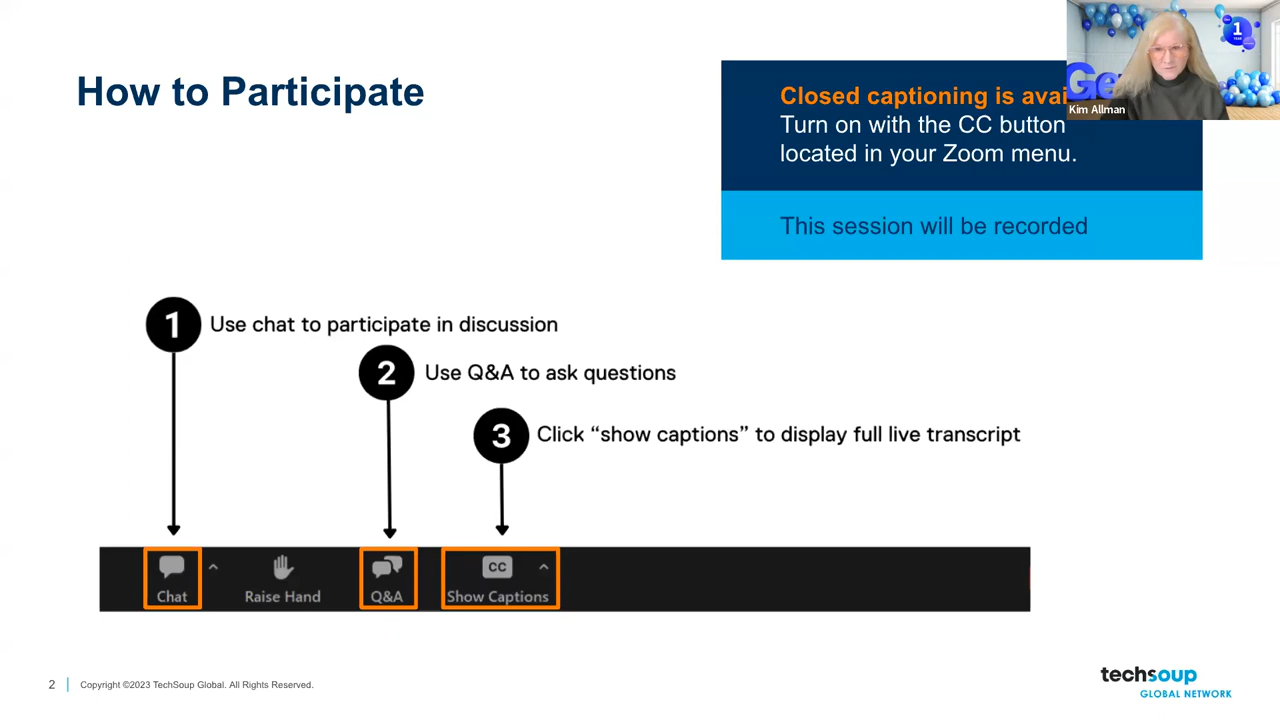 How to Participate
Closed captioning is avai
Turn on with the CC button
located in your Zoom menu.
This session will be recorded
Ge
1
YEAR
Kim Allman
1 Use chat to participate in discussion
2 Use Q&A to ask questions
3 Click “show captions” to display full live transcript
CC
Chat Raise Hand Q&A Show Captions
2 Copyright ©2023 TechSoup Global. All Rights Reserved.
techsoup
GLOBAL NETWORK